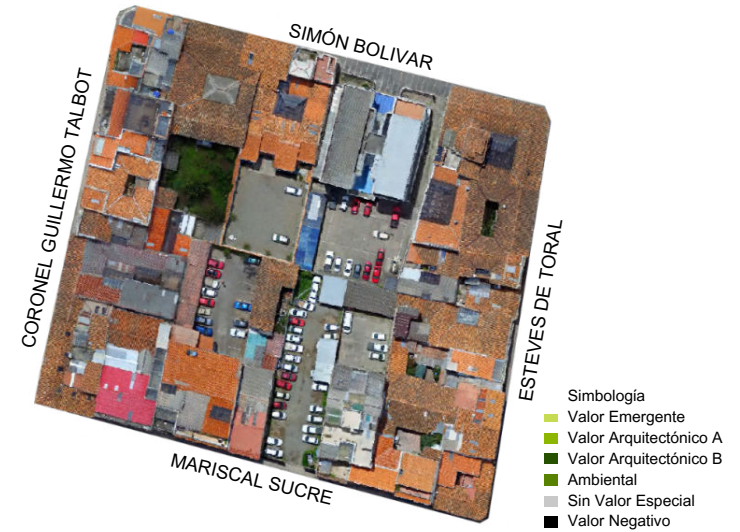 SIMÓN BOLIVAR
CORONEL GUILLERMO TALBOT
ESTEVES DE TORAL
MARISCAL SUCRE
Simbología
Valor Emergente
Valor Arquitectónico A
Valor Arquitectónico B
Ambiental
Sin Valor Especial
Valor Negativo